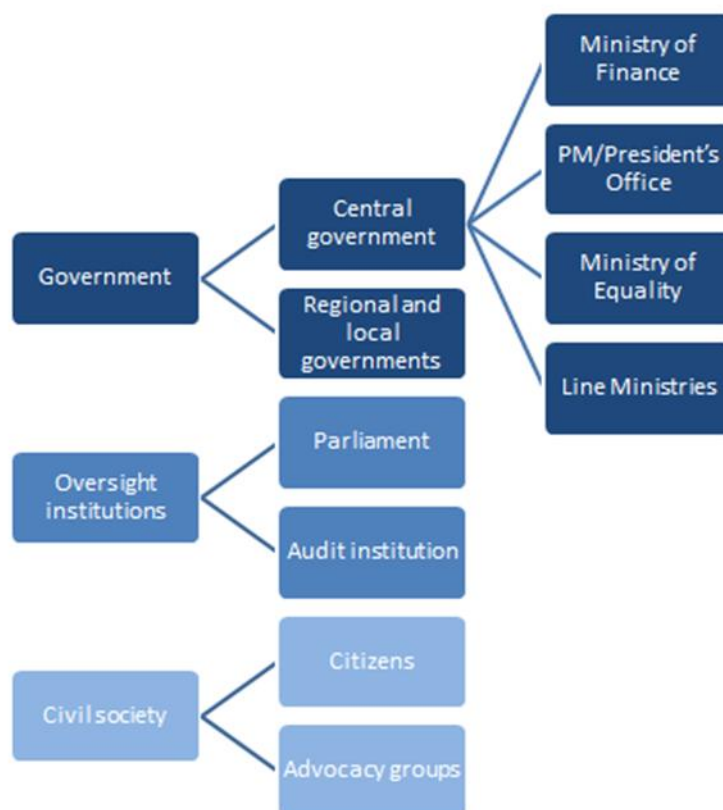 Ministry of
Finance
PM/President's
Office
Central
government
Government
Ministry of
Equality
Regional and
local
governments
Line Ministries
Parliament
Oversight
institutions
Audit institution
Citizens
Civil society
Advocacy groups